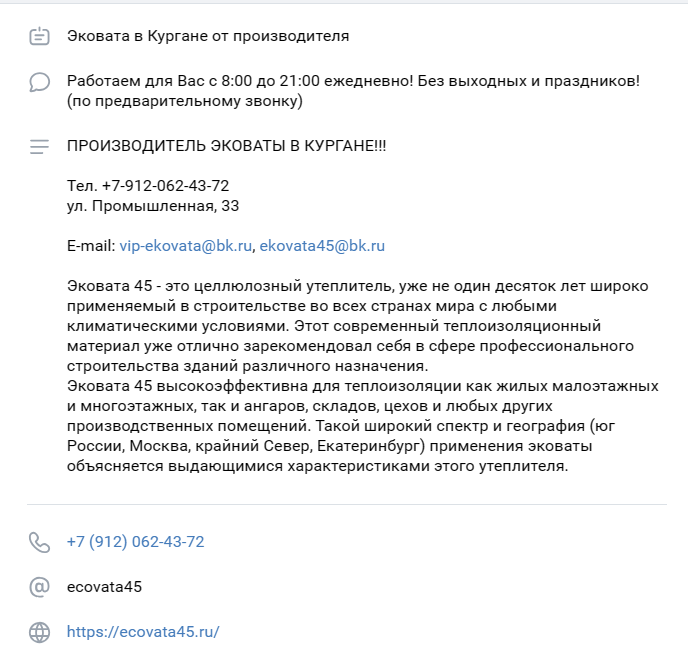 Эковата в Кургане от производителя
Работаем для Вас с 8:00 до 21:00 ежедневно! Без выходных и праздников!
(по предварительному звонку)
ПРОИЗВОДИТЕЛЬ ЭКОВАТЫ В КУРГАНЕ!!!
Тел. +7-912-062-43-72
ул. Промышленная, 33
E-mail: vip-ekovata@bk.ru, ekovata45@bk.ru
Эковата 45 - это целлюлозный утеплитель, уже не один десяток лет широко
применяемый в строительстве во всех странах мира с любыми
климатическими условиями. Этот современный теплоизоляционный
материал уже отлично зарекомендовал себя в сфере профессионального
строительства зданий различного назначения.
Эковата 45 высокоэффективна для теплоизоляции как жилых малоэтажных
и многоэтажных, так и ангаров, складов, цехов и любых других
производственных помещений. Такой широкий спектр и география (юг
России, Москва, крайний Север, Екатеринбург) применения эковаты
объясняется выдающимися характеристиками этого утеплителя.
+7 (912) 062-43-72
ecovata45
https://ecovata45.ru/